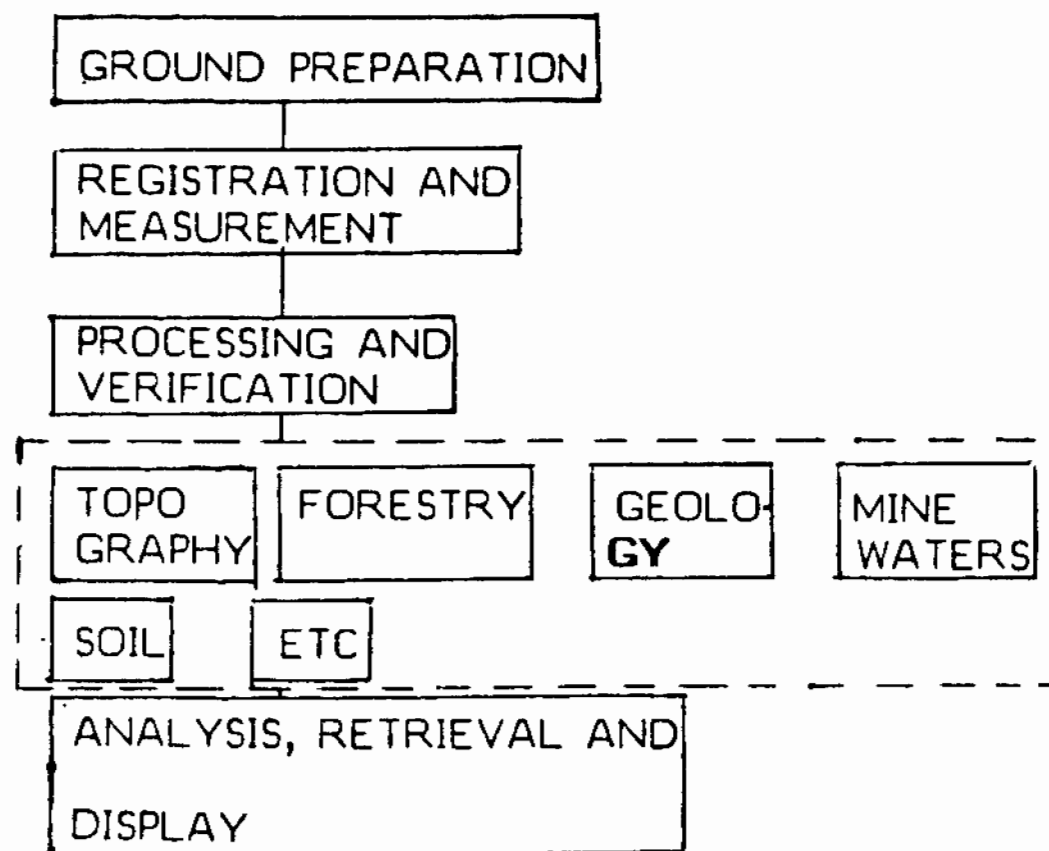 GROUND PREPARATION
REGISTRATION AND
MEASUREMENT
PROCESSING AND
VERIFICATION
TOPO
GRAPHY
FORESTRY
GEOLO-
GY
MINE
WATERS
SOIL
ETC
ANALYSIS, RETRIEVAL AND
DISPLAY